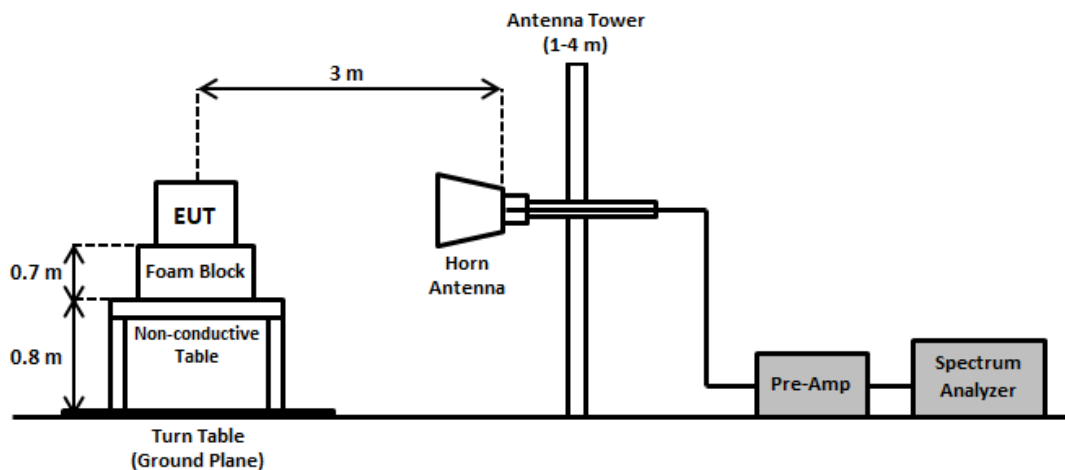 Antenna Tower
(1-4 m)
3 m
EUT
0.7 m
Foam Block
Horn
Antenna
0.8 m
Non-conductive
Table
Pre-Amp
Spectrum
Analyzer
Turn Table
(Ground Plane)